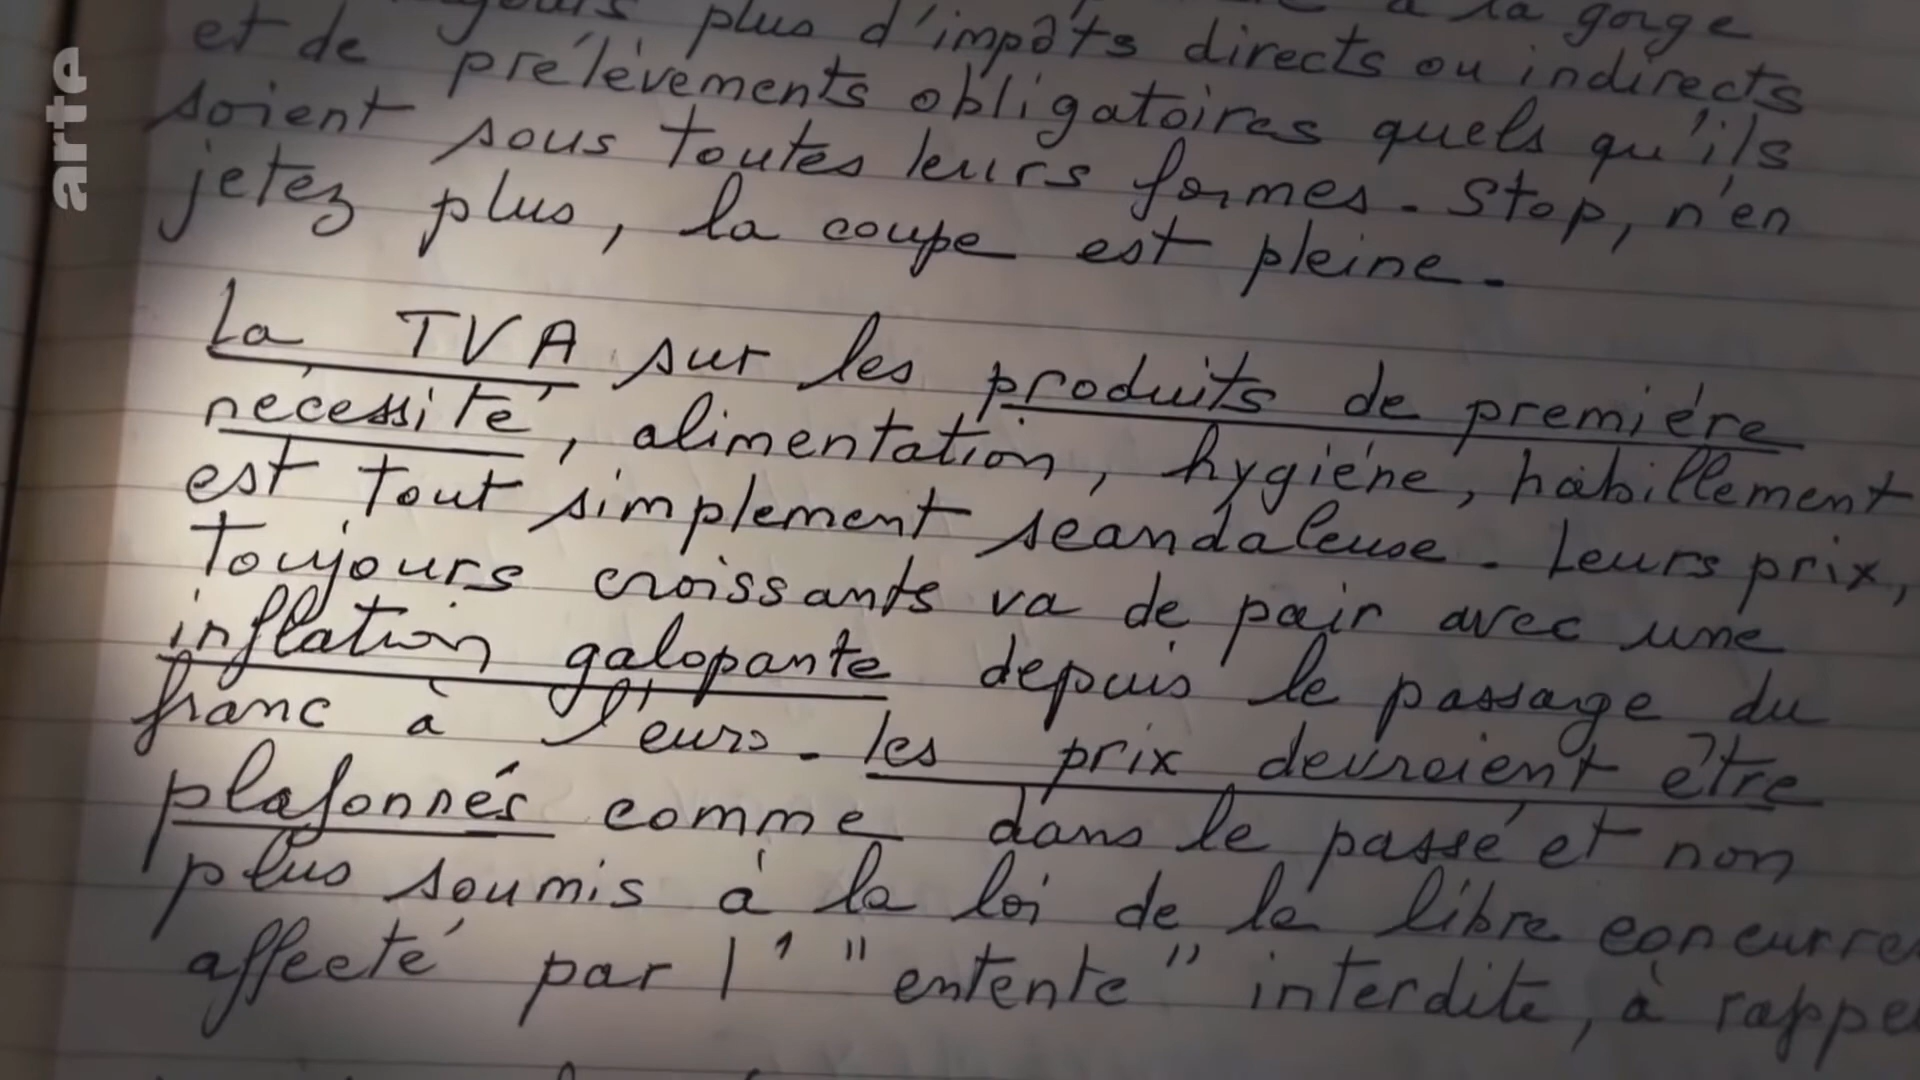 arte
plus d'impôts directs ou indirects
à la gorge
et de prélèvements obligatoires quels qu'ils
soient sous toutes leurs formes. Stop, n'en
jetez plus, la coupe est pleine.
La TVA sur les produits de première
nécessité, alimentation, hygiène, habillement
est tout simplement scandaleuse. Leurs prix,
toujours croissants va de pair avec une
inflation galopante depuis le passage du
franc à l'euro. les prix devraient être
plafonnés comme dans le passé et non
plus soumis à la loi de la libre concurre
affecté par l' "entente" interdite, à rappe